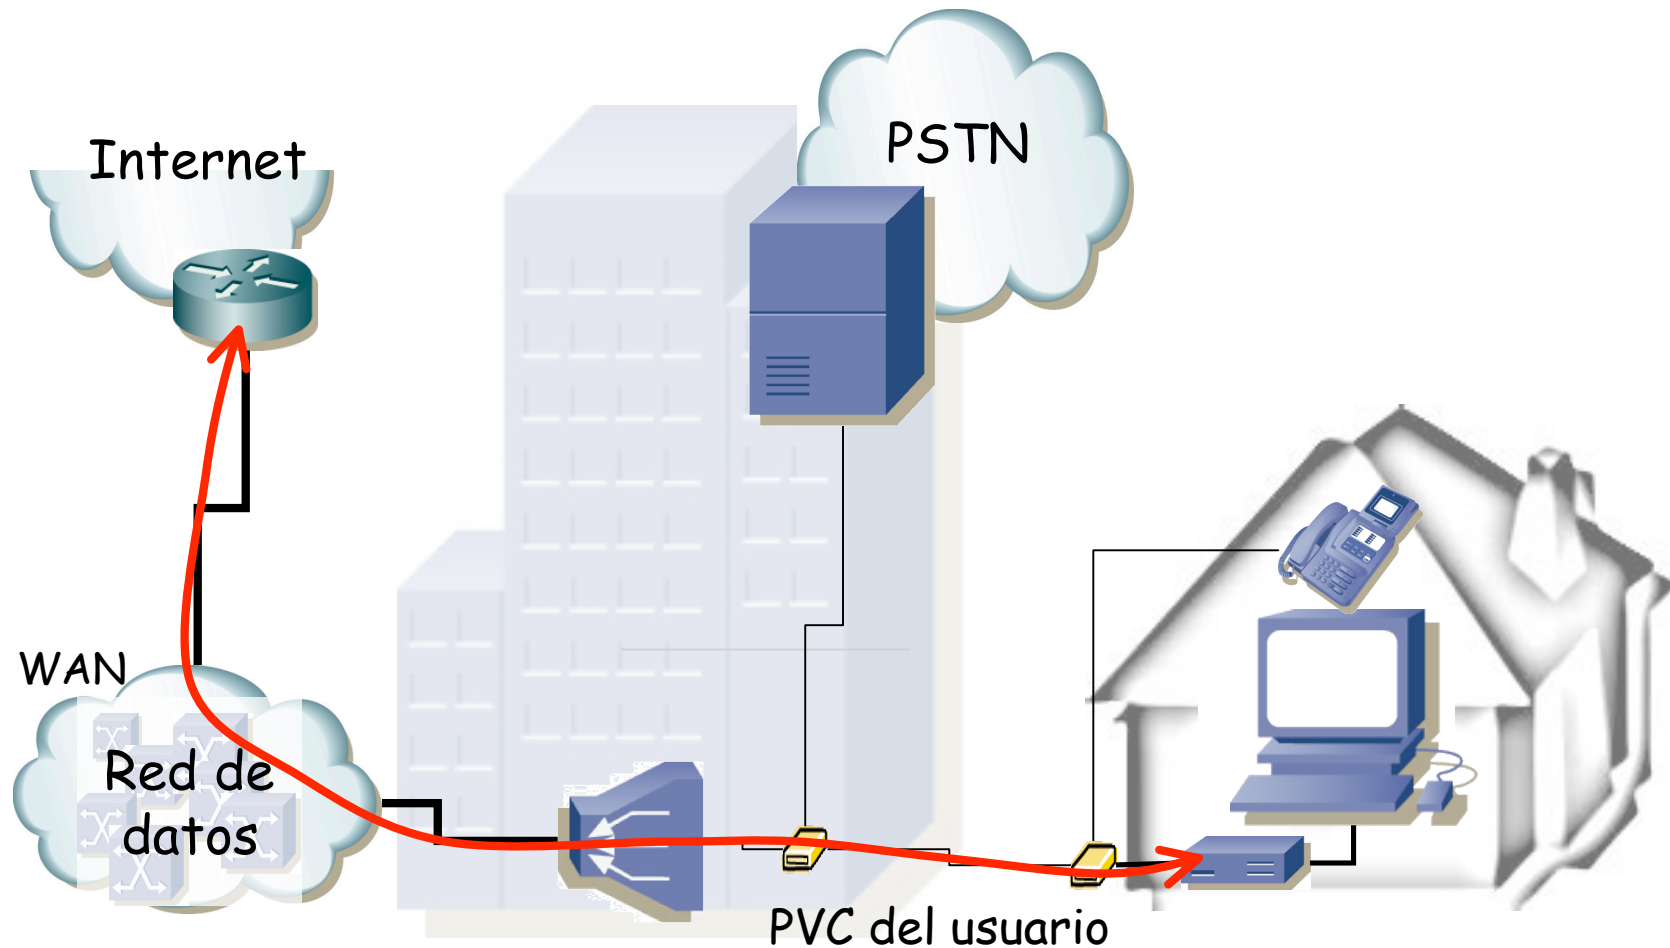 PSTN
Internet
WAN
Red de
datos
PVC del usuario